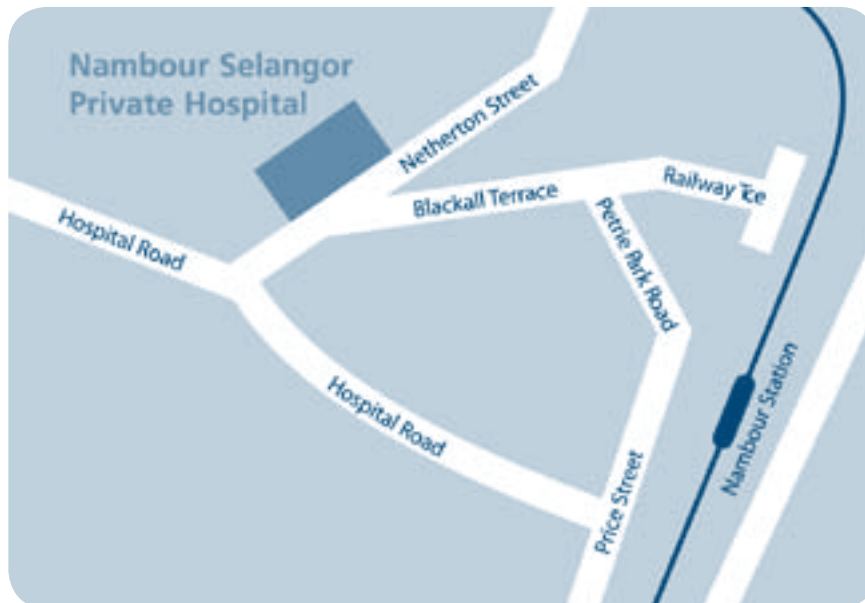 Nambour Selangor
Private Hospital
Netherton Street
Railway Tce
Blackall Terrace
Hospital Road
Petrie Park Road
Hospital Road
Nambour Station
Price Street